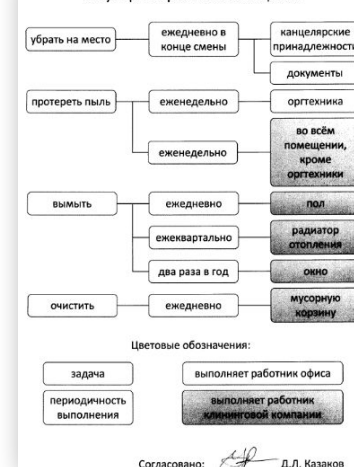 убрать на место
ежедневно в
конце смены
канцелярские
принадлежности
документы
протереть пыль
еженедельно
оргтехника
еженедельно
во всём
помещении,
кроме
оргтехники
вымыть
ежедневно
пол
ежеквартально
радиатор
отопления
два раза в год
окно
очистить
ежедневно
мусорную
корзину
Цветовые обозначения:
задача
выполняет работник офиса
периодичность
выполнения
выполняет работник
клининговой компании
Согласовано:
Д.Л. Казаков